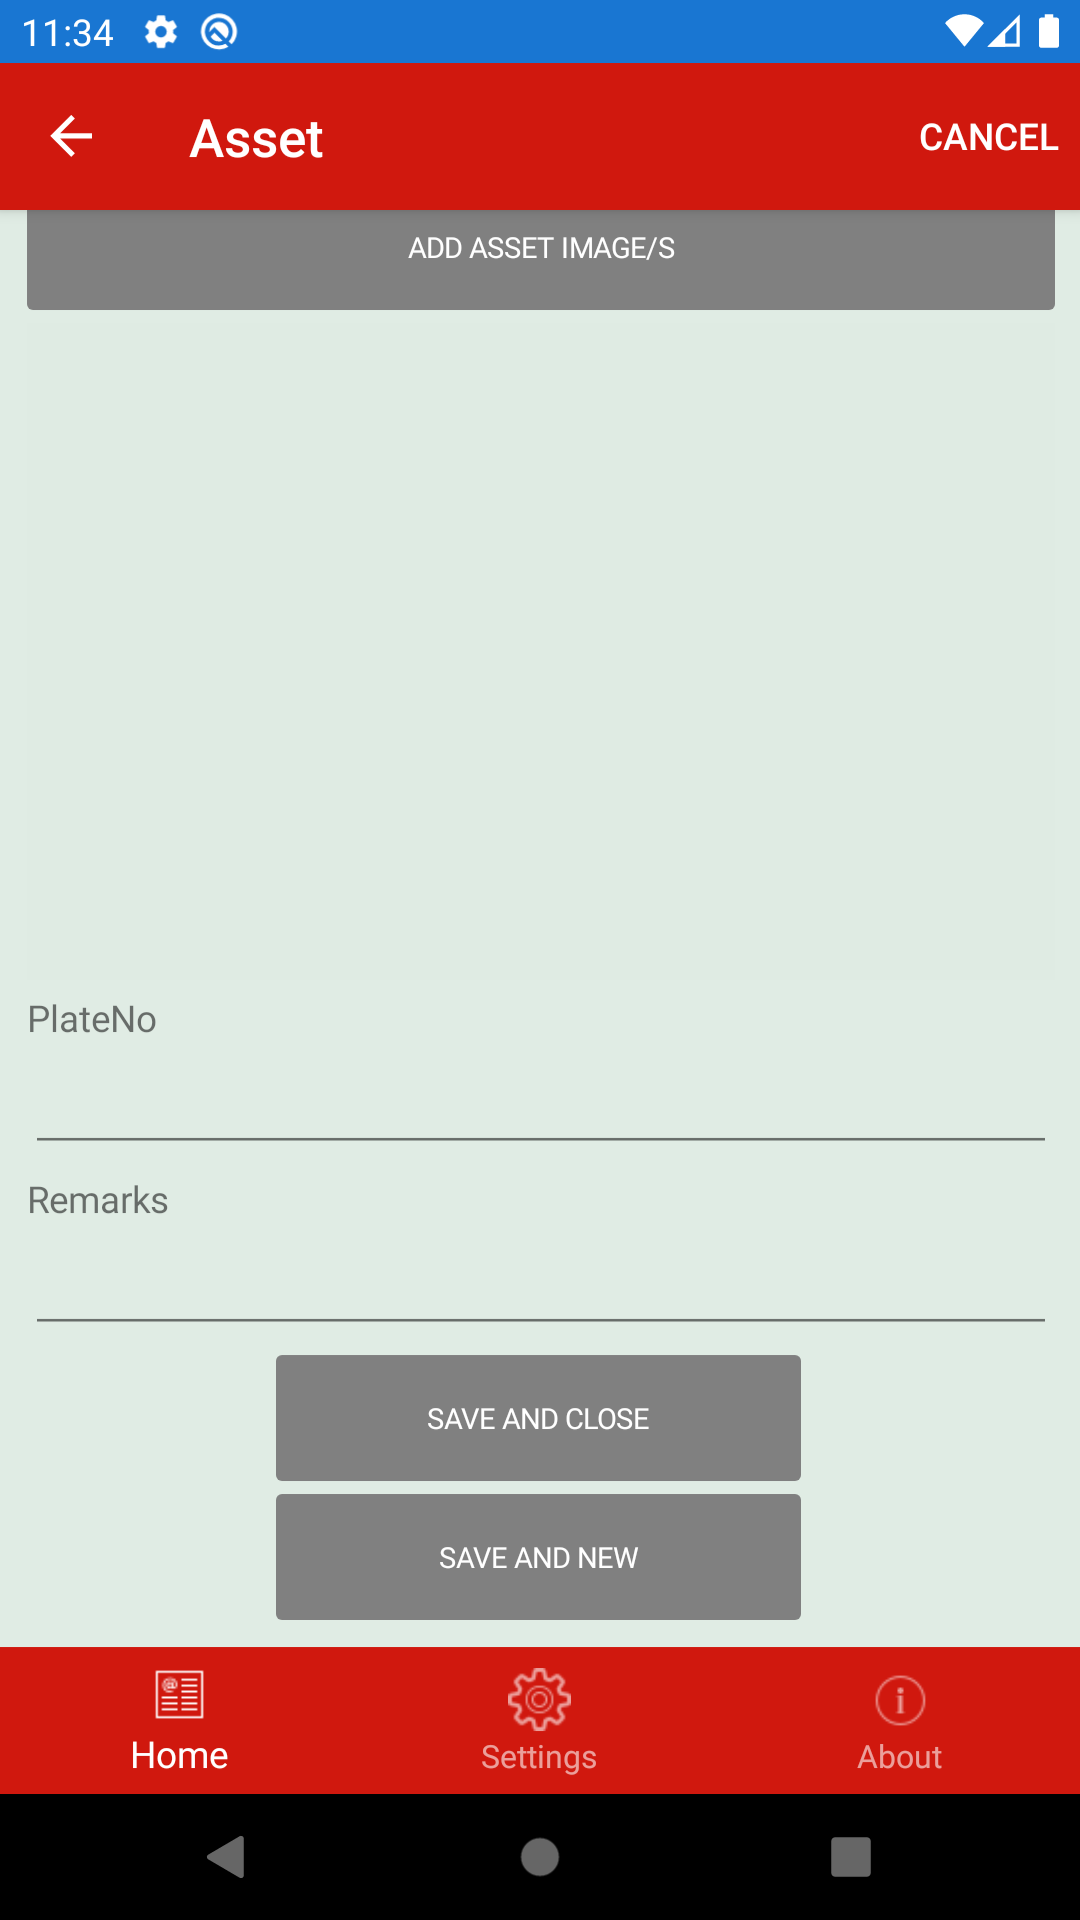 11:34
Asset
CANCEL
ADD ASSET IMAGE/S
PlateNo
Remarks
SAVE AND CLOSE
SAVE AND NEW
Home
Settings
About